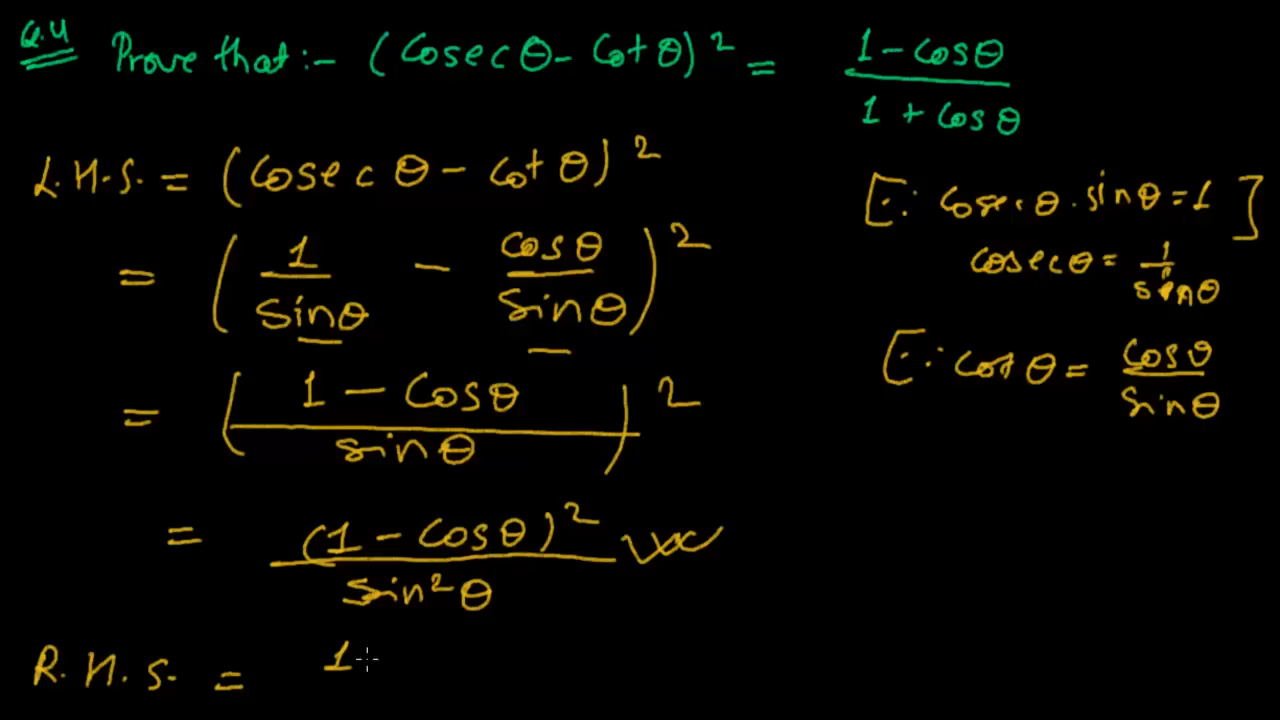 Q.4 Prove that :- (Cosec θ - Cot θ)² = (1 - Cos θ)/(1 + Cos θ)
L.H.S. = (Cosec θ - Cot θ)²
= (1/Sin θ - Cos θ/Sin θ)²
= ((1 - Cos θ)/Sin θ)²
= (1 - Cos θ)²/Sin² θ
R.H.S. = 1
[∵ Cosec θ . Sin θ = 1]
Cosec θ = 1/Sin θ
[∵ Cot θ = Cos θ/Sin θ